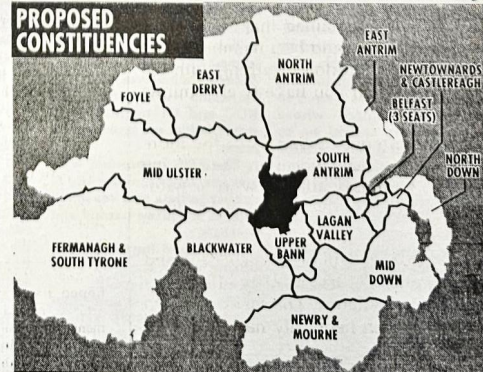 PROPOSED
CONSTITUENCIES
EAST
ANTRIM
NORTH
ANTRIM
EAST
DERRY
NEWTOWNARDS
& CASTLEREAGH
FOYLE
BELFAST
(3 SEATS)
SOUTH
ANTRIM
NORTH
DOWN
MID ULSTER
LAGAN
VALLEY
FERMANAGH &
SOUTH TYRONE
BLACKWATER
UPPER
BANN
MID
DOWN
NEWRY &
MOURNE